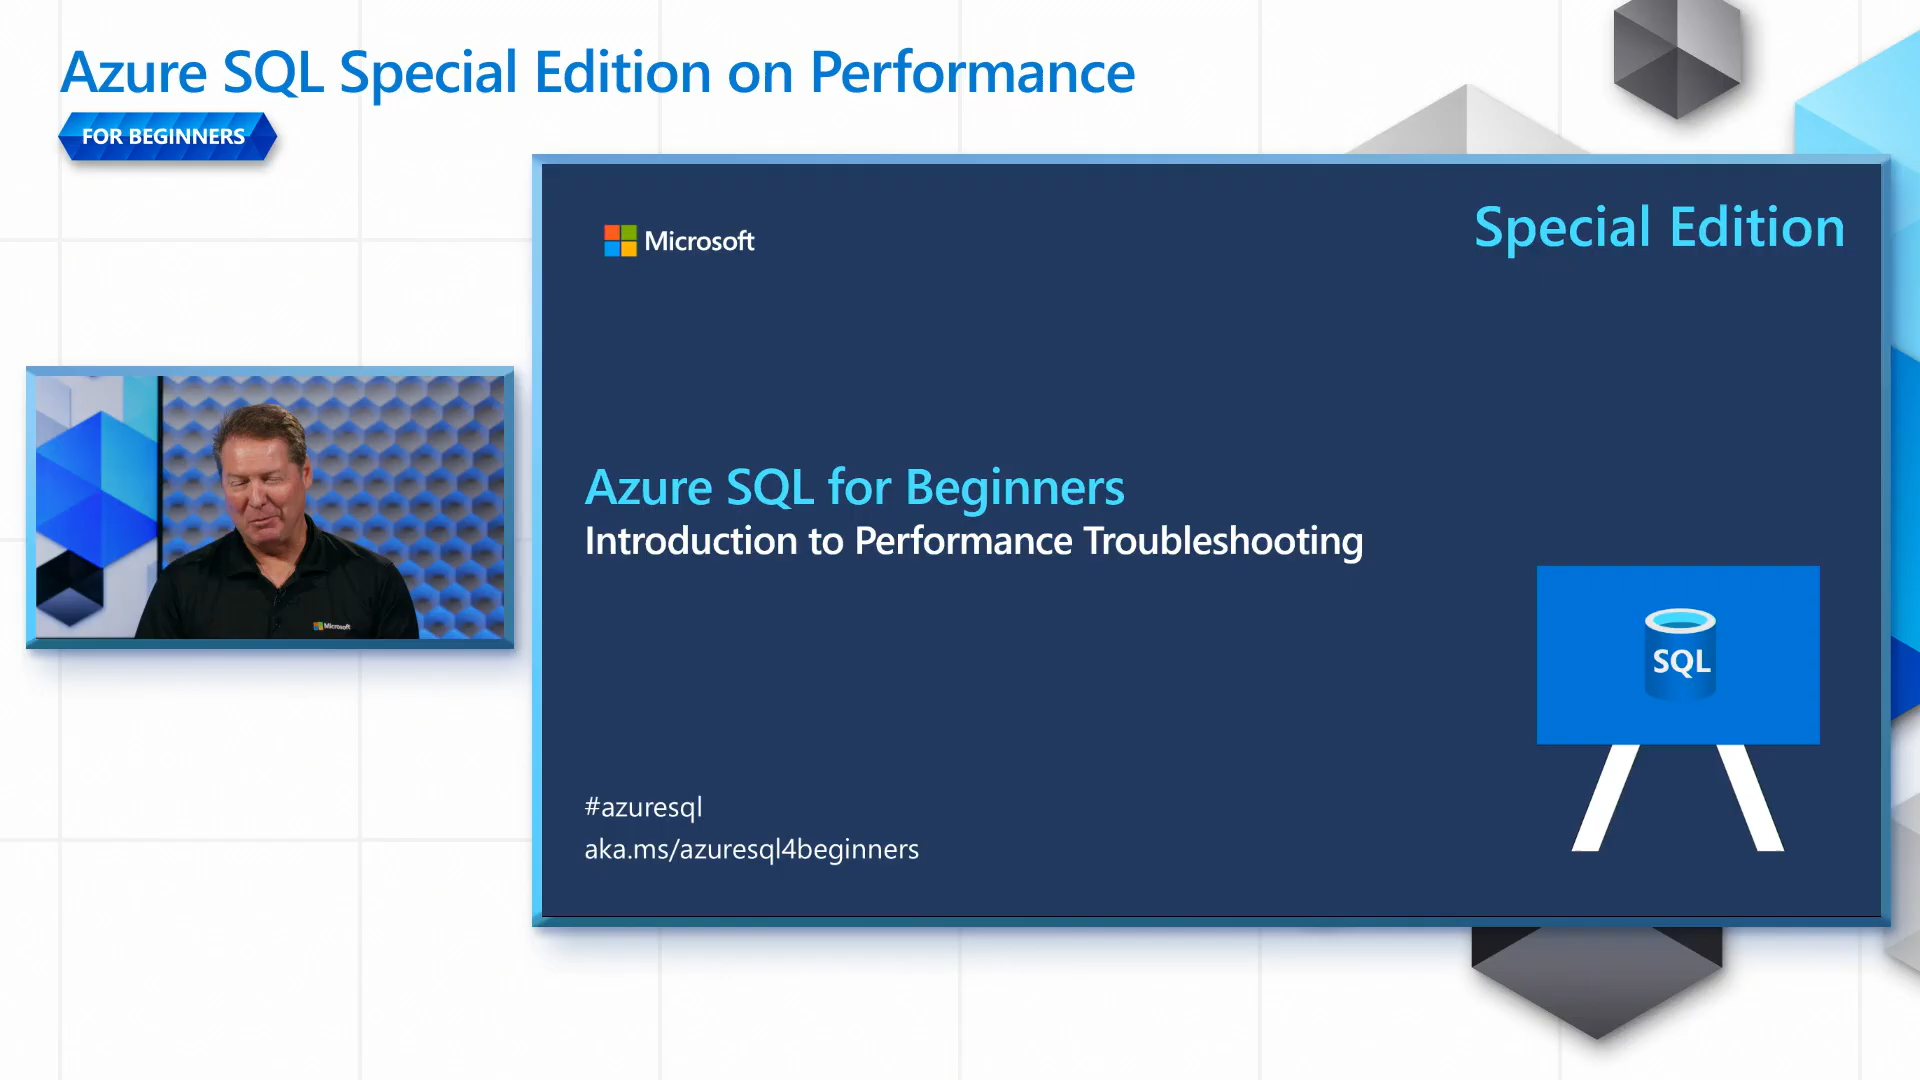 Azure SQL Special Edition on Performance
FOR BEGINNERS
Special Edition
Microsoft
Azure SQL for Beginners
Introduction to Performance Troubleshooting
SQL
#azuresql
aka.ms/azuresql4beginners
Microsoft